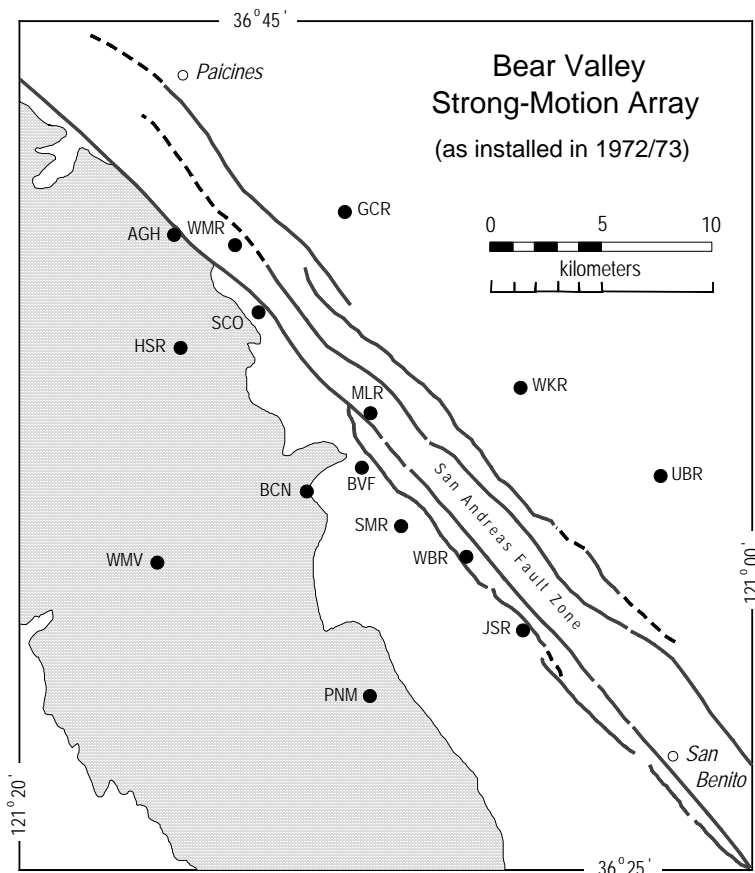 36°45'
Paicines
Bear Valley
Strong-Motion Array
(as installed in 1972/73)
0 5 10
kilometers
GCR
AGH
WMR
SCO
HSR
WKR
MLR
UBR
BVF
BCN
San Andreas Fault Zone
SMR
WMV
WBR
121°00'
JSR
PNM
San
Benito
121°20'
36°25'